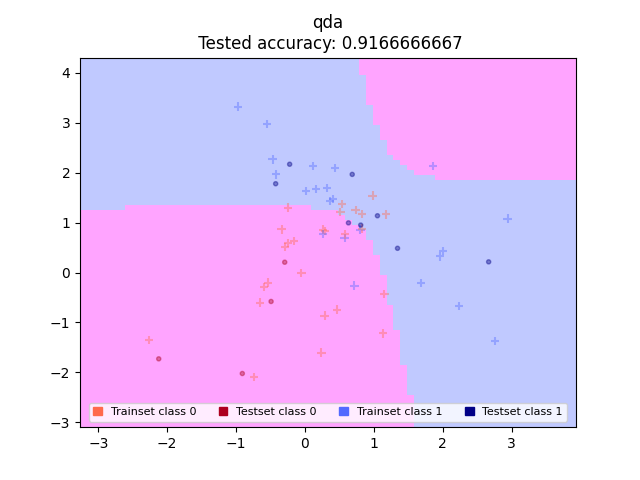 qda
Tested accuracy: 0.9166666667
4
3
2
1
0
−1
−2
−3
−3 −2 −1 0 1 2 3
Trainset class 0 Testset class 0 Trainset class 1 Testset class 1